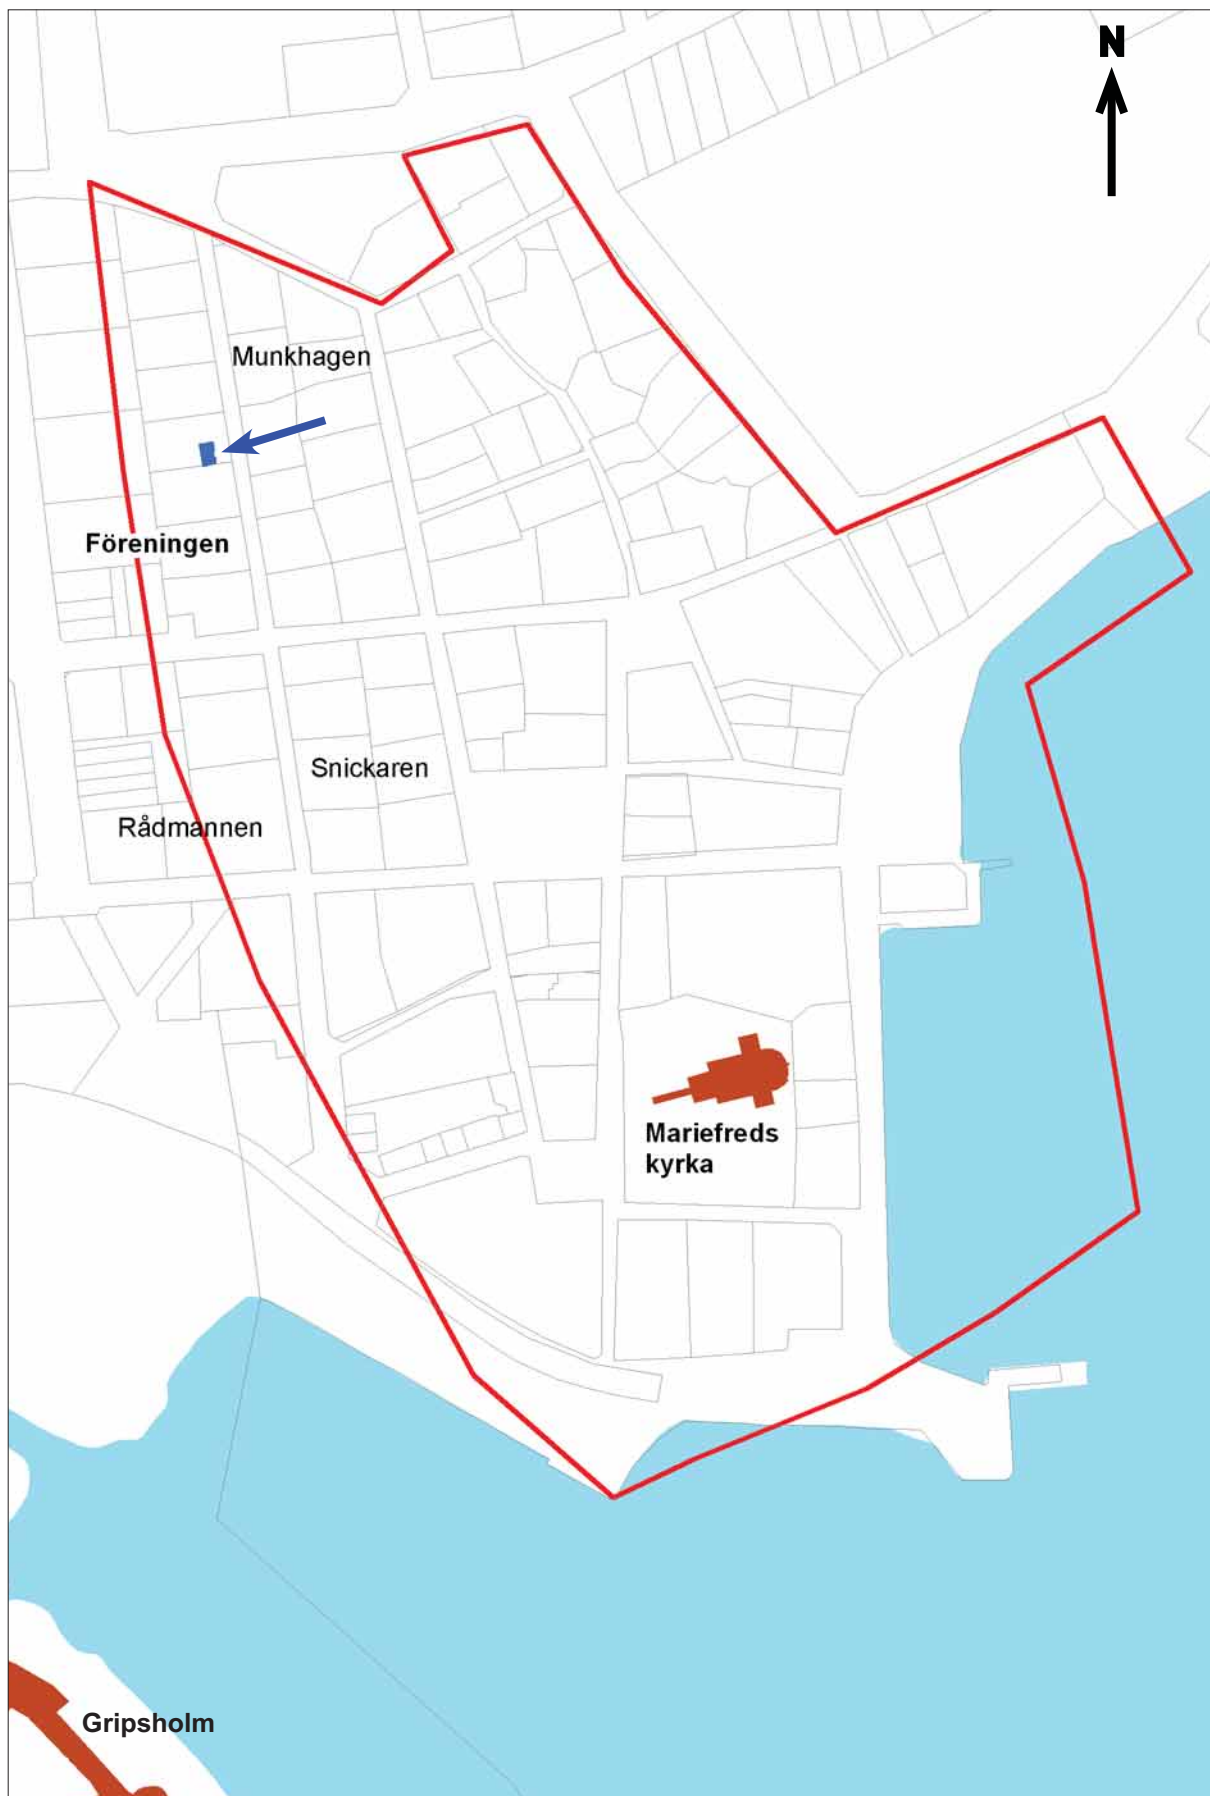 N
Munkhagen
Föreningen
Snickaren
Rådmannen
Mariefreds
kyrka
Gripsholm